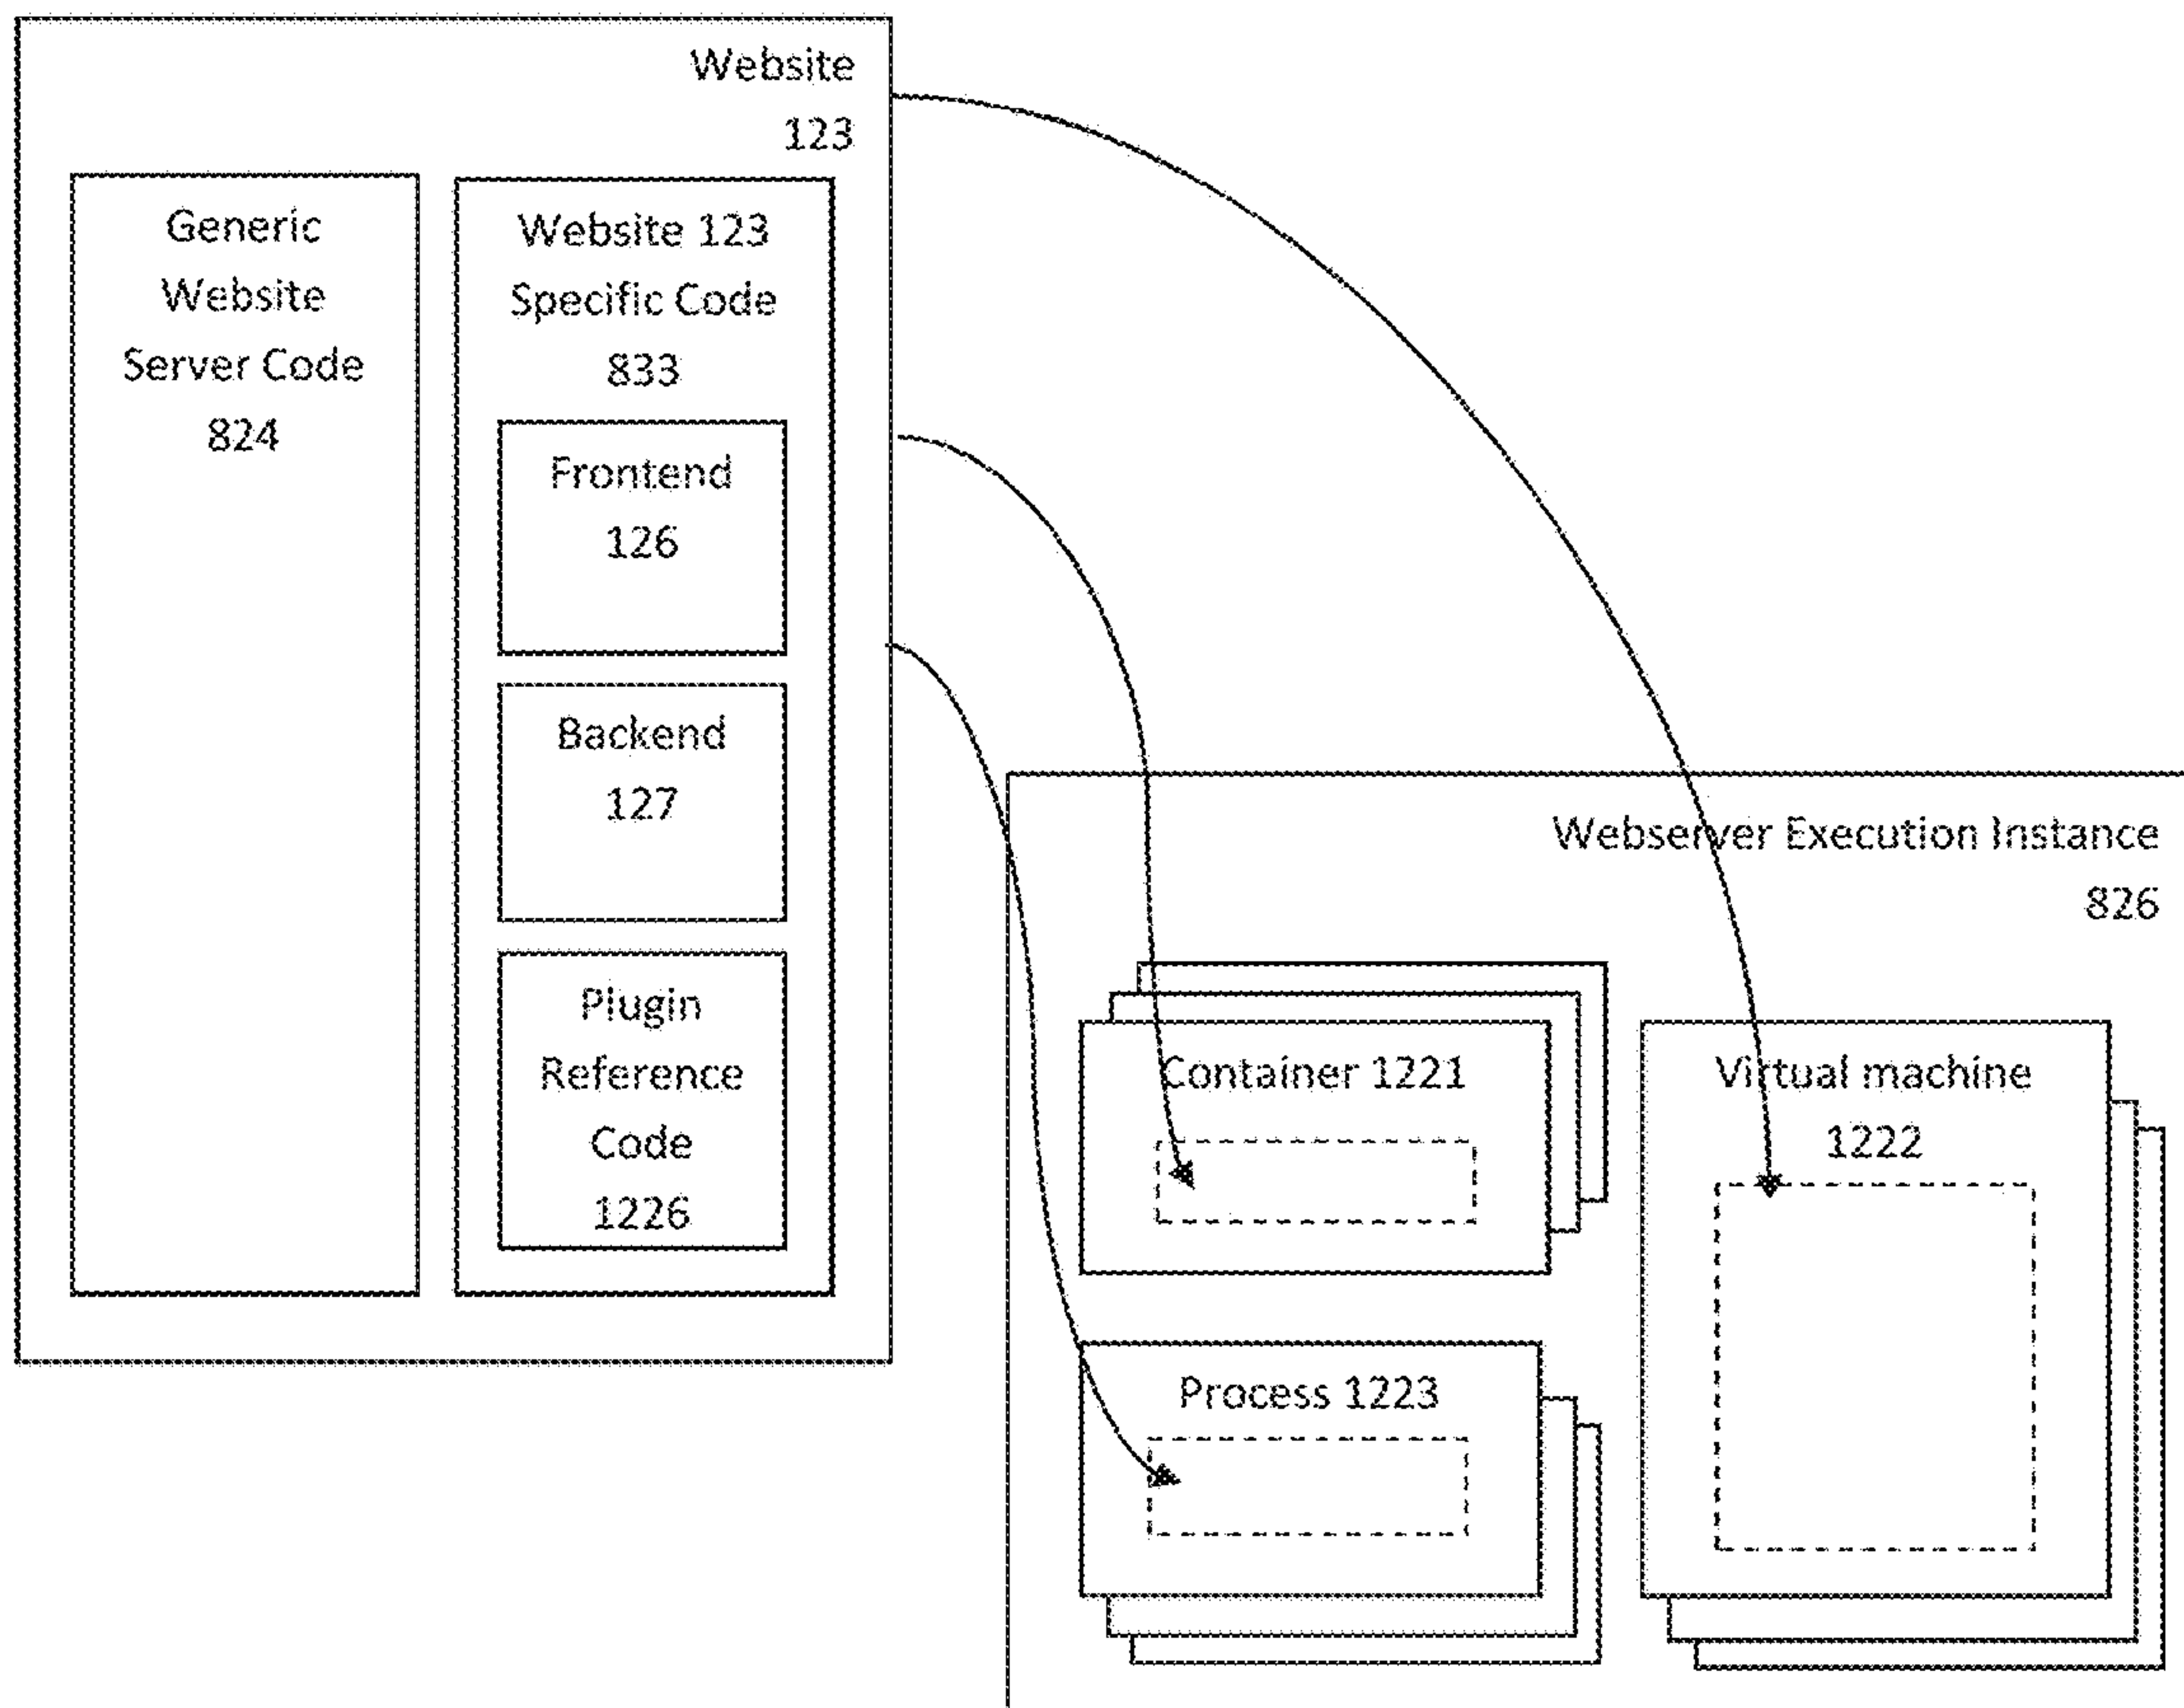 Website
123
Generic
Website
Server Code
824
Website 123
Specific Code
833
Frontend
126
Backend
127
Plugin
Reference
Code
1226
Webserver Execution Instance
826
Container 1221
Virtual machine
1222
Process 1223